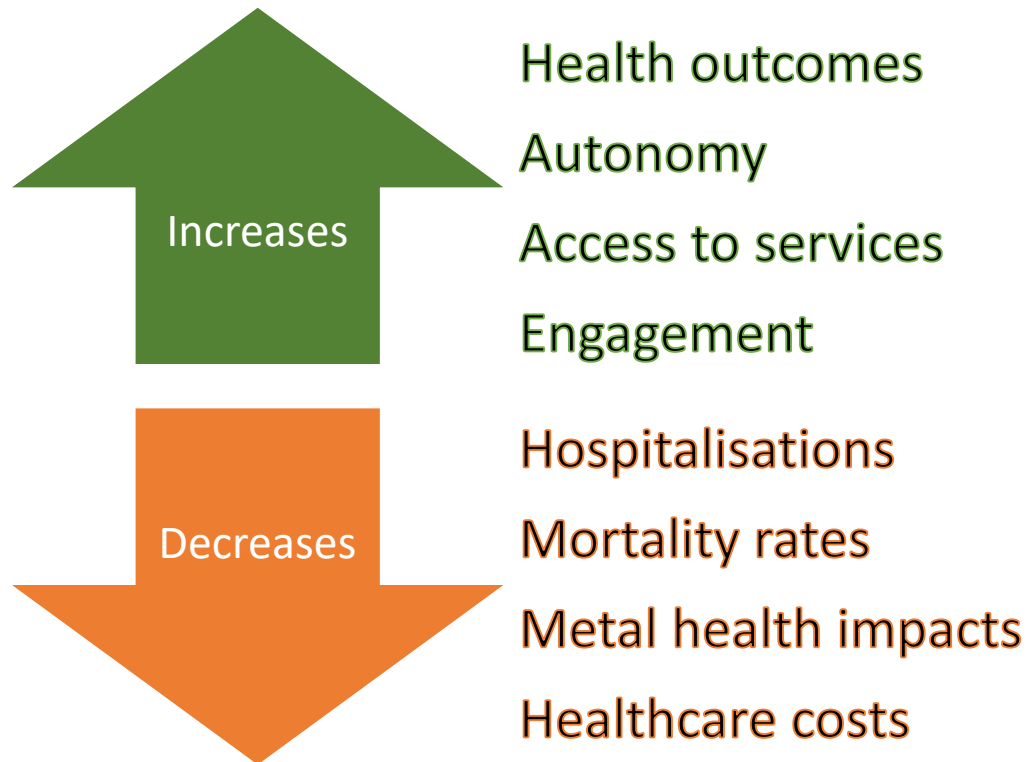 Increases
Health outcomes
Autonomy
Access to services
Engagement
Decreases
Hospitalisations
Mortality rates
Metal health impacts
Healthcare costs